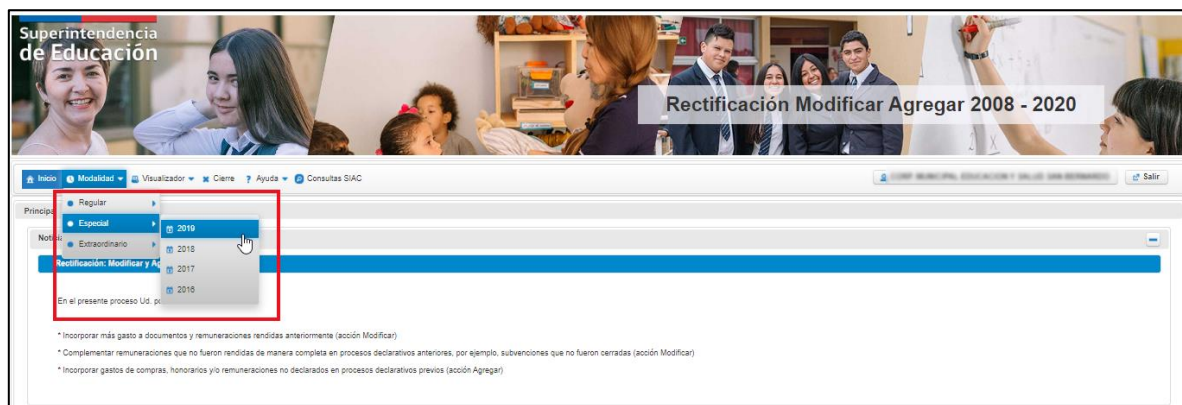 Superintendencia
de Educación
Rectificación Modificar Agregar 2008 - 2020
Inicio Modalidad Visualizador Cierre ? Ayuda Consultas SIAC Salir
Regular
Principal
Especial 2019
Extraordinario 2018
Rectificación: Modificar y Ag 2017
2016
En el presente proceso Ud. p
* Incorporar más gasto a documentos y remuneraciones rendidas anteriormente (acción Modificar)
* Complementar remuneraciones que no fueron rendidas de manera completa en procesos declarativos anteriores, por ejemplo, subvenciones que no fueron cerradas (acción Modificar)
* Incorporar gastos de compras, honorarios y/o remuneraciones no declarados en procesos declarativos previos (acción Agregar)